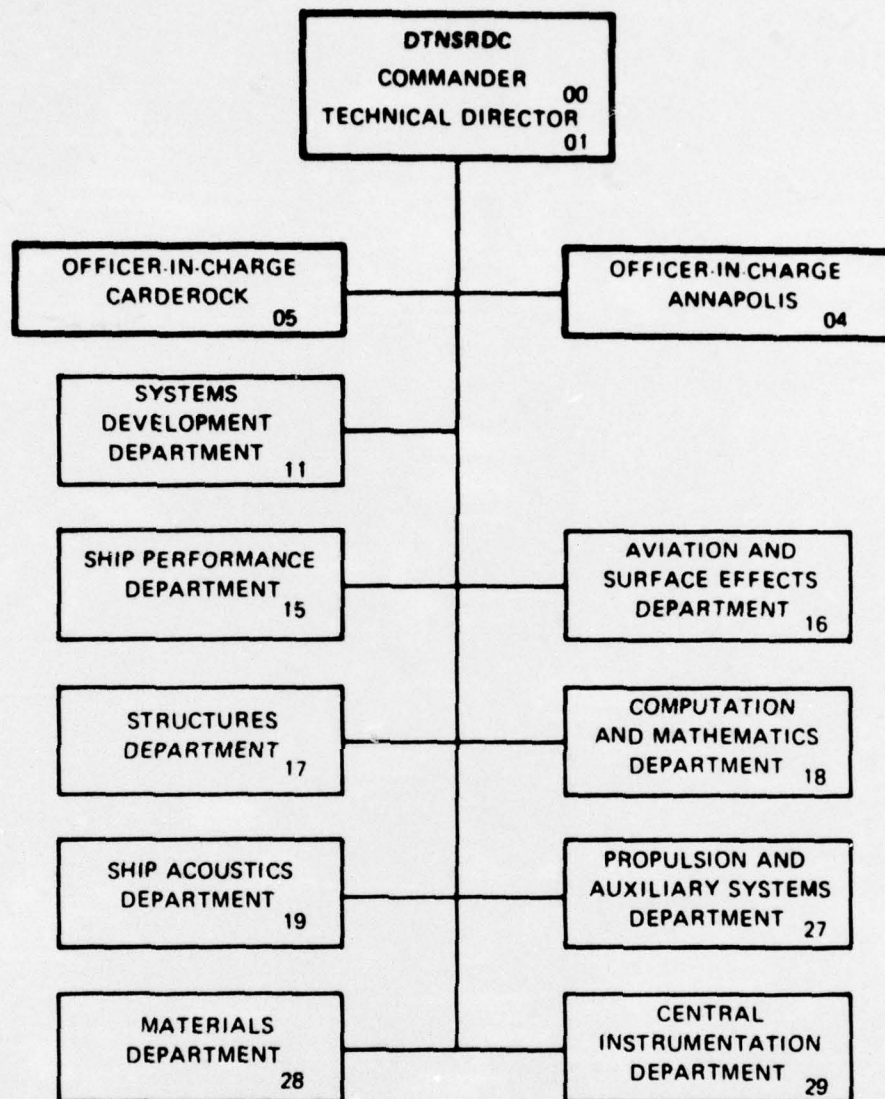 DTNSRDC
COMMANDER
00
TECHNICAL DIRECTOR
01
OFFICER-IN-CHARGE
CARDEROCK
05
OFFICER-IN-CHARGE
ANNAPOLIS
04
SYSTEMS
DEVELOPMENT
DEPARTMENT
11
SHIP PERFORMANCE
DEPARTMENT
15
AVIATION AND
SURFACE EFFECTS
DEPARTMENT
16
STRUCTURES
DEPARTMENT
17
COMPUTATION
AND MATHEMATICS
DEPARTMENT
18
SHIP ACOUSTICS
DEPARTMENT
19
PROPULSION AND
AUXILIARY SYSTEMS
DEPARTMENT
27
MATERIALS
DEPARTMENT
28
CENTRAL
INSTRUMENTATION
DEPARTMENT
29